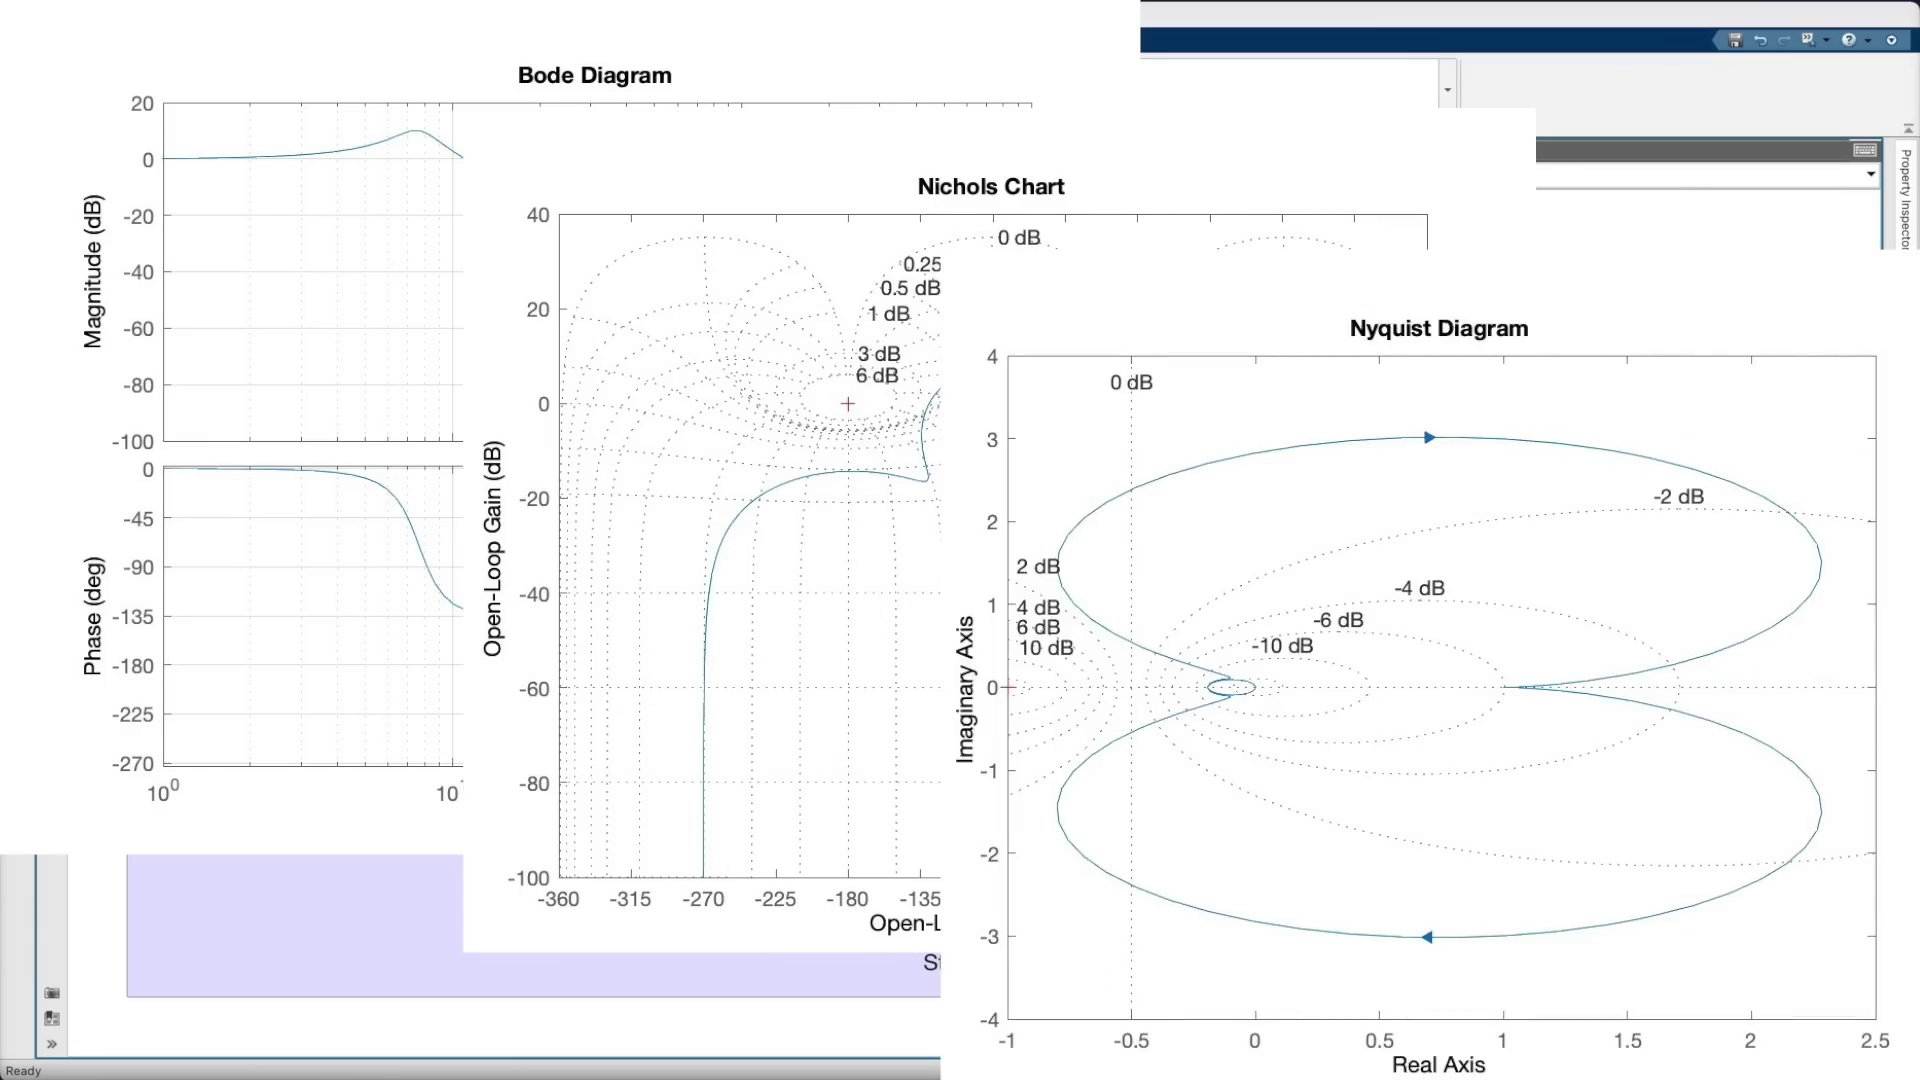 Bode Diagram
Magnitude (dB)
20
0
-20
-40
-60
-80
-100
Phase (deg)
0
-45
-90
-135
-180
-225
-270
10⁰
10
Nichols Chart
Open-Loop Gain (dB)
40
20
0
-20
-40
-60
-80
-100
0 dB
0.25
0.5 dB
1 dB
3 dB
6 dB
-360
-315
-270
-225
-180
-135
Open-L
Nyquist Diagram
Imaginary Axis
4
3
2
1
0
-1
-2
-3
-4
0 dB
-2 dB
2 dB
-4 dB
4 dB
-6 dB
6 dB
-10 dB
10 dB
-1
-0.5
0
0.5
1
1.5
2
2.5
Real Axis
Property Inspector
Ready